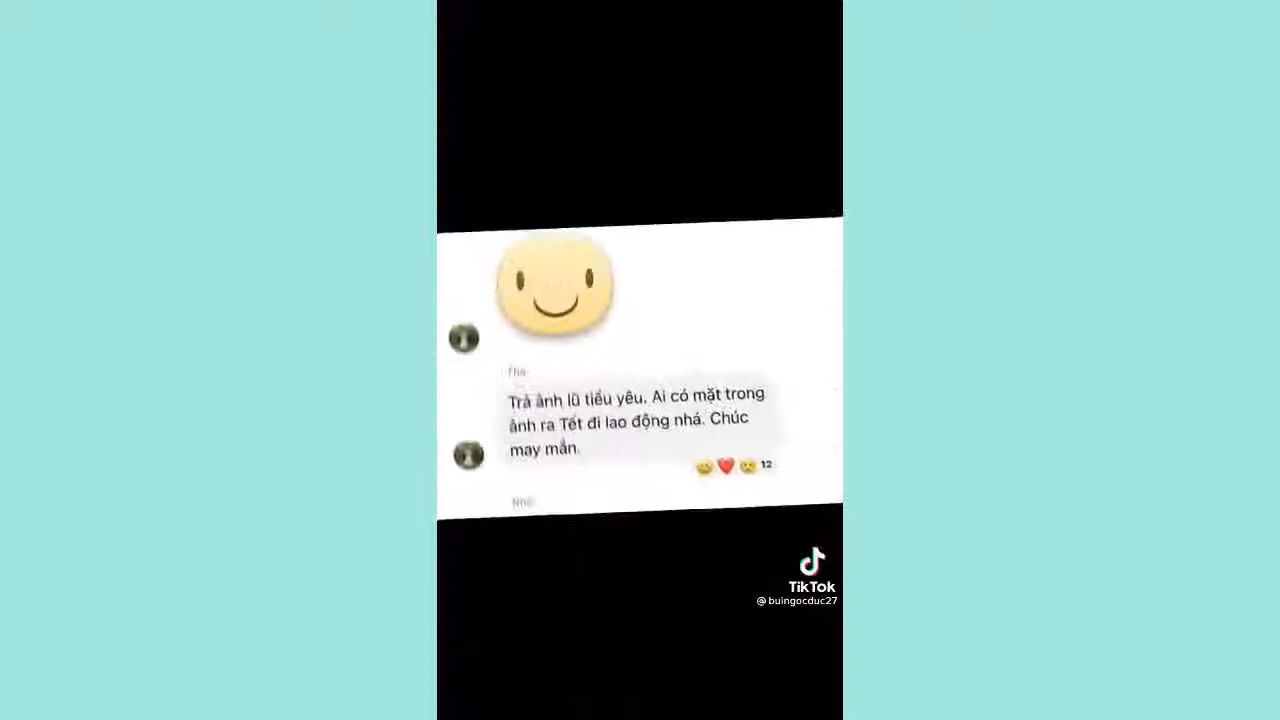 Trả ảnh lũ tiểu yêu. Ai có mặt trong
ảnh ra Tết đi lao động nhá. Chúc
may mắn.
12
TikTok
@buingocduc27